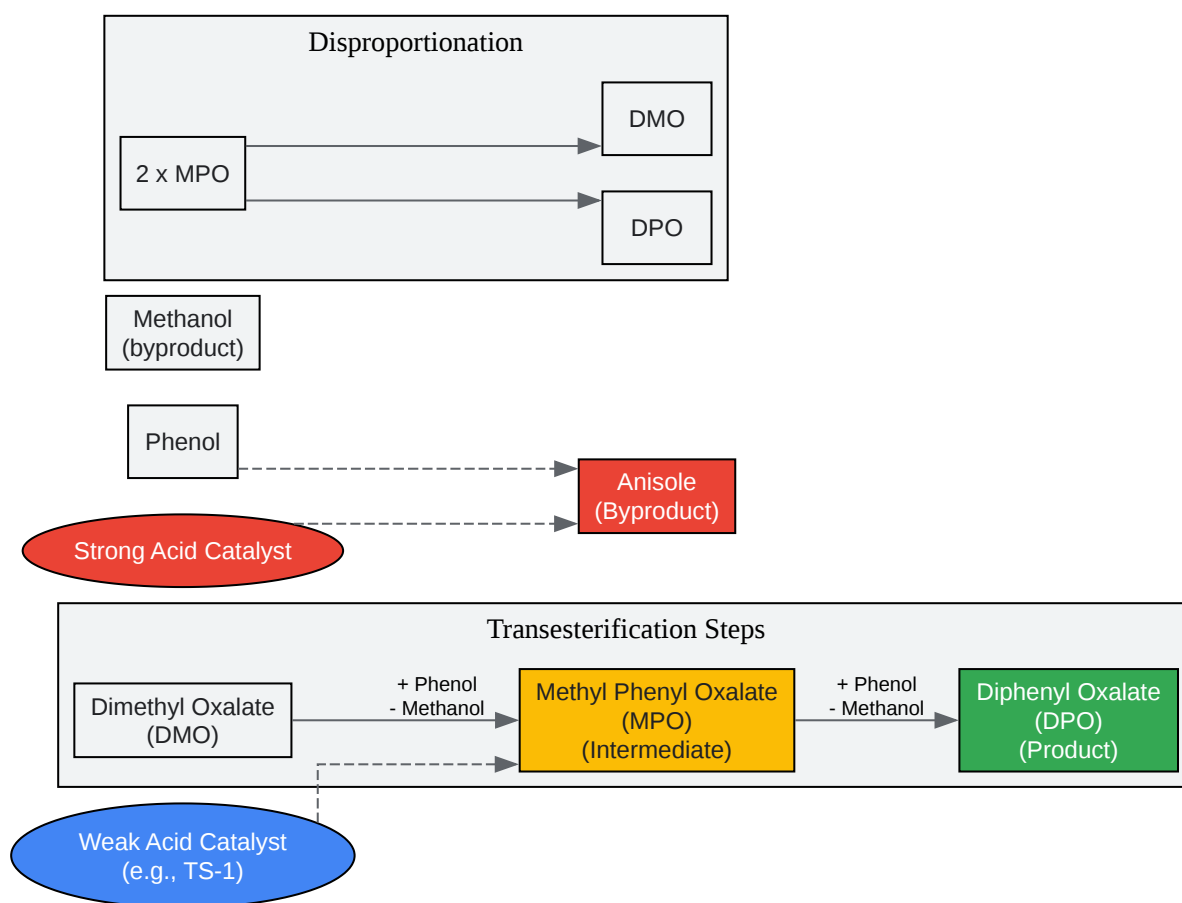 Disproportionation
DMO
2 x MPO
DPO
Methanol
(byproduct)
Phenol
Anisole
(Byproduct)
Strong Acid Catalyst
Transesterification Steps
Dimethyl Oxalate
(DMO)
+ Phenol
- Methanol
Methyl Phenyl Oxalate
(MPO)
(Intermediate)
+ Phenol
- Methanol
Diphenyl Oxalate
(DPO)
(Product)
Weak Acid Catalyst
(e.g., TS-1)